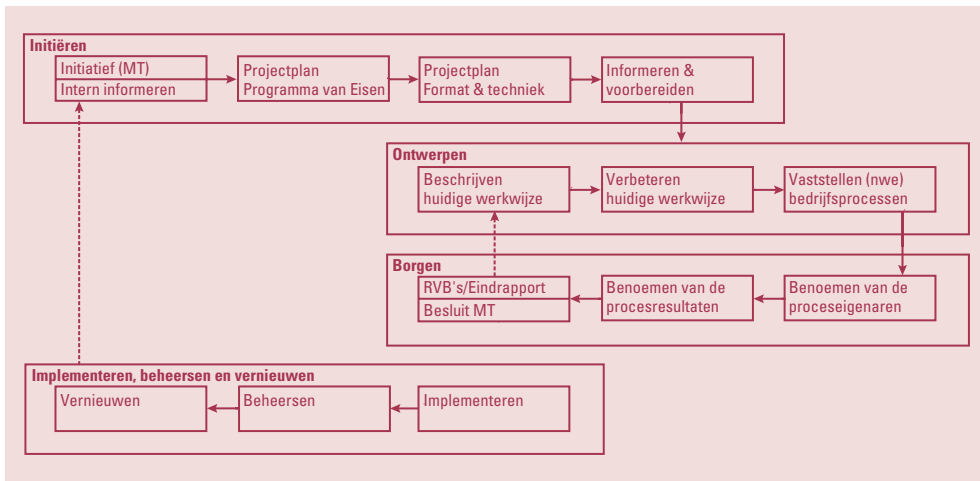 Initiëren
Initiatief (MT)
Intern informeren
Projectplan
Programma van Eisen
Projectplan
Format & techniek
Informeren &
voorbereiden
Ontwerpen
Beschrijven
huidige werkwijze
Verbeteren
huidige werkwijze
Vaststellen (nwe)
bedrijfsprocessen
Borgen
RVB's/Eindrapport
Besluit MT
Benoemen van de
procesresultaten
Benoemen van de
proceseigenaren
Implementeren, beheersen en vernieuwen
Vernieuwen
Beheersen
Implementeren